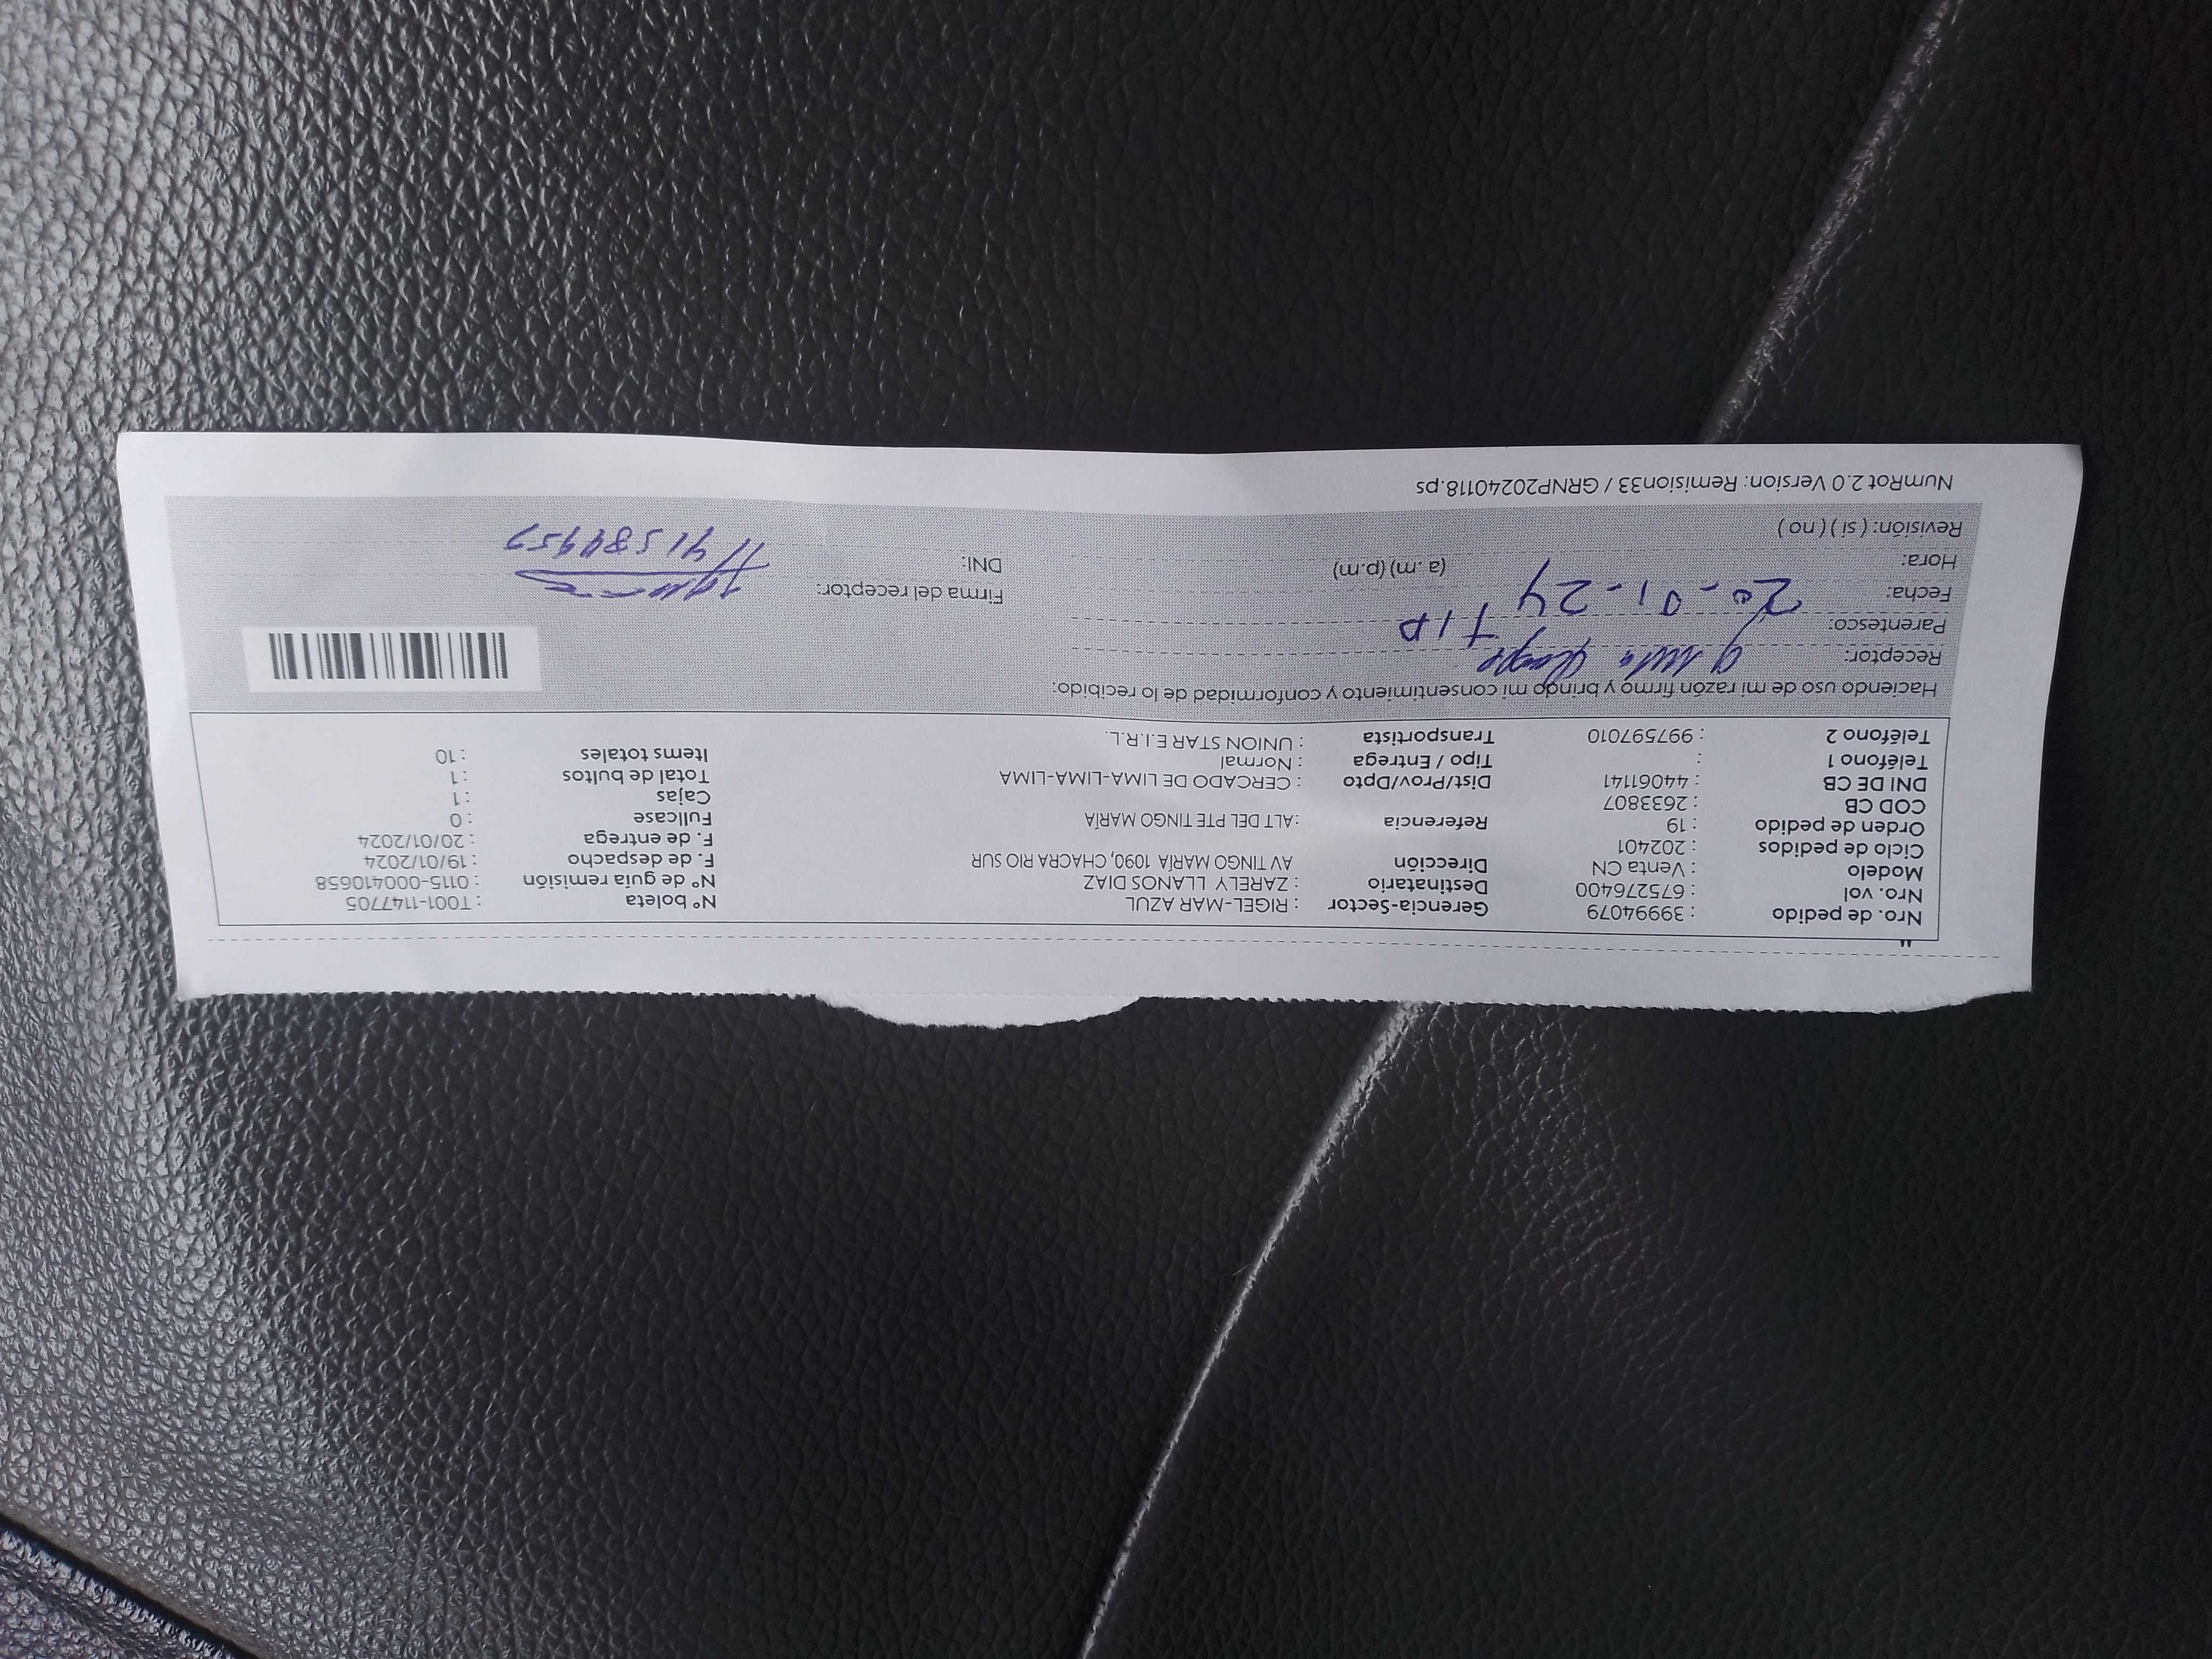 Nro. de pedido : 39994079 Gerencia-Sector : RIGEL-MAR AZUL N° boleta : T001-1147705
Nro. vol : 675276400 Destinatario : ZARELY LLANOS DIAZ N° de guía remisión : 0115-000410658
Modelo : Venta CN Dirección AV TINGO MARÍA 1090, CHACRA RIO SUR F. de despacho : 19/01/2024
Ciclo de pedidos : 202401 F. de entrega : 20/01/2024
Orden de pedido : 19 Referencia : ALT DEL PTE TINGO MARÍA Fullcase : 0
COD CB : 2633807 Cajas : 1
DNI DE CB : 44061141 Dist/Prov/Dpto : CERCADO DE LIMA-LIMA-LIMA Total de bultos : 1
Teléfono 1 : Tipo / Entrega : Normal Items totales : 10
Teléfono 2 : 997597010 Transportista : UNION STAR E.I.R.L.
Haciendo uso de mi razón firmo y brindo mi consentimiento y conformidad de lo recibido:
Receptor:
Parentesco: TIA
Fecha: 20-01-24 Firma del receptor:
Hora: (a.m) (p.m) DNI:
Revisión: ( si ) ( no )
NumRot 2.0 Version: Remision33 / GRNP20240118.ps